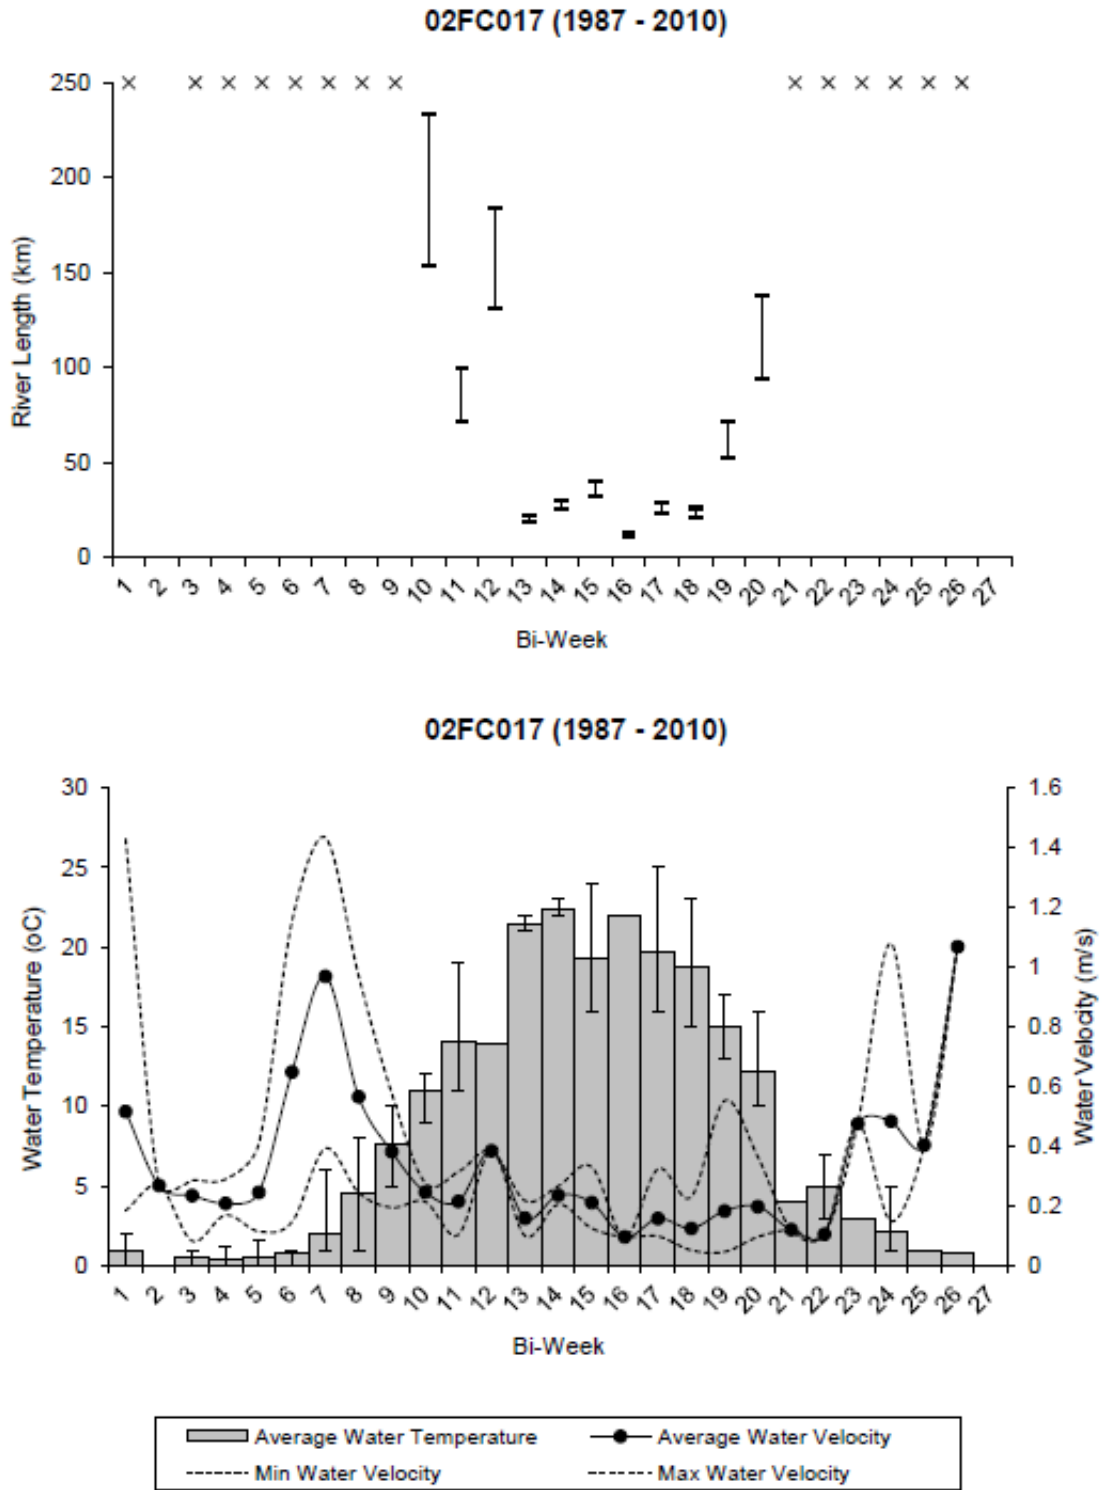 02FC017 (1987 - 2010)
250
200
150
100
50
0
River Length (km)
1 2 3 4 5 6 7 8 9 10 11 12 13 14 15 16 17 18 19 20 21 22 23 24 25 26 27
Bi-Week
02FC017 (1987 - 2010)
30
25
20
15
10
5
0
Water Temperature (oC)
1.6
1.4
1.2
1
0.8
0.6
0.4
0.2
0
Water Velocity (m/s)
1 2 3 4 5 6 7 8 9 10 11 12 13 14 15 16 17 18 19 20 21 22 23 24 25 26 27
Bi-Week
Average Water Temperature
Average Water Velocity
Min Water Velocity
Max Water Velocity